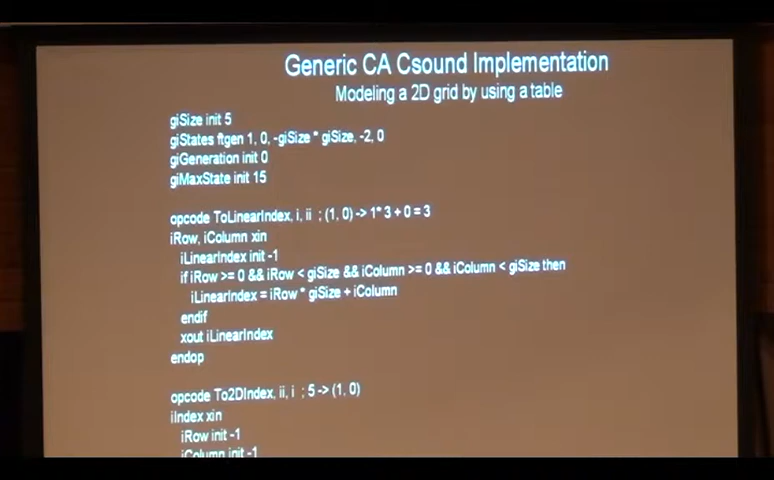 Generic CA Csound Implementation
Modeling a 2D grid by using a table
giSize init 5
giStates ftgen 1, 0, -giSize * giSize, -2, 0
giGeneration init 0
giMaxState init 15
opcode ToLinearIndex, i, ii ; (1, 0) -> 1* 3 + 0 = 3
iRow, iColumn xin
iLinearIndex init -1
if iRow >= 0 && iRow < giSize && iColumn >= 0 && iColumn < giSize then
iLinearIndex = iRow * giSize + iColumn
endif
xout iLinearIndex
endop
opcode To2DIndex, ii, i ; 5 -> (1, 0)
iIndex xin
iRow init -1
iColumn init -1